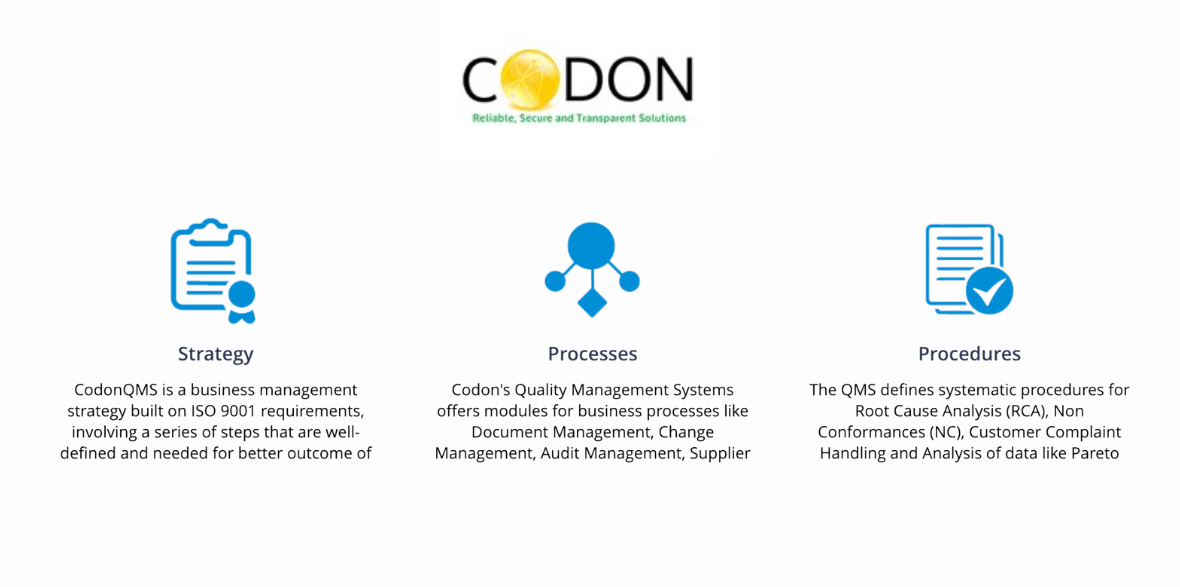 CODON
Reliable, Secure and Transparent Solutions
Strategy
CodonQMS is a business management
strategy built on ISO 9001 requirements,
involving a series of steps that are well-
defined and needed for better outcome of
Processes
Codon's Quality Management Systems
offers modules for business processes like
Document Management, Change
Management, Audit Management, Supplier
Procedures
The QMS defines systematic procedures for
Root Cause Analysis (RCA), Non
Conformances (NC), Customer Complaint
Handling and Analysis of data like Pareto